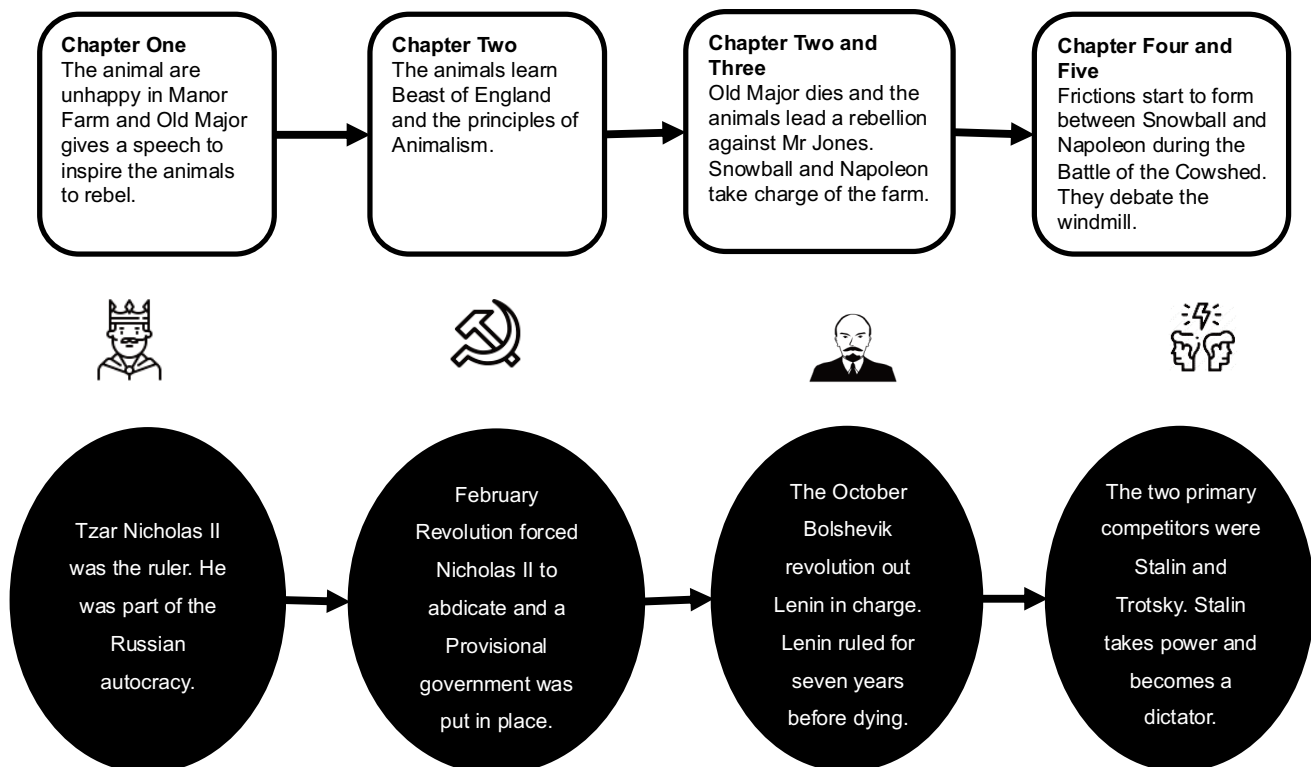 Chapter One
The animal are
unhappy in Manor
Farm and Old Major
gives a speech to
inspire the animals
to rebel.
Chapter Two
The animals learn
Beast of England
and the principles of
Animalism.
Chapter Two and
Three
Old Major dies and the
animals lead a rebellion
against Mr Jones.
Snowball and Napoleon
take charge of the farm.
Chapter Four and
Five
Frictions start to form
between Snowball and
Napoleon during the
Battle of the Cowshed.
They debate the
windmill.
Tzar Nicholas II
was the ruler. He
was part of the
Russian
autocracy.
February
Revolution forced
Nicholas II to
abdicate and a
Provisional
government was
put in place.
The October
Bolshevik
revolution out
Lenin in charge.
Lenin ruled for
seven years
before dying.
The two primary
competitors were
Stalin and
Trotsky. Stalin
takes power and
becomes a
dictator.